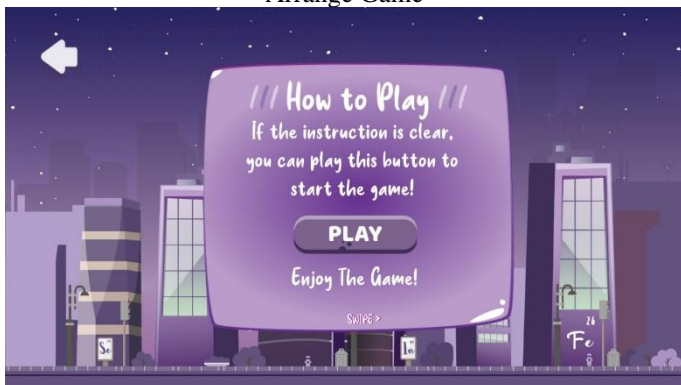 Arrange Game
/// How to Play ///
If the instruction is clear,
you can play this button to
start the game!
PLAY
Enjoy The Game!
SWIPE >
26
Fe
Se
In